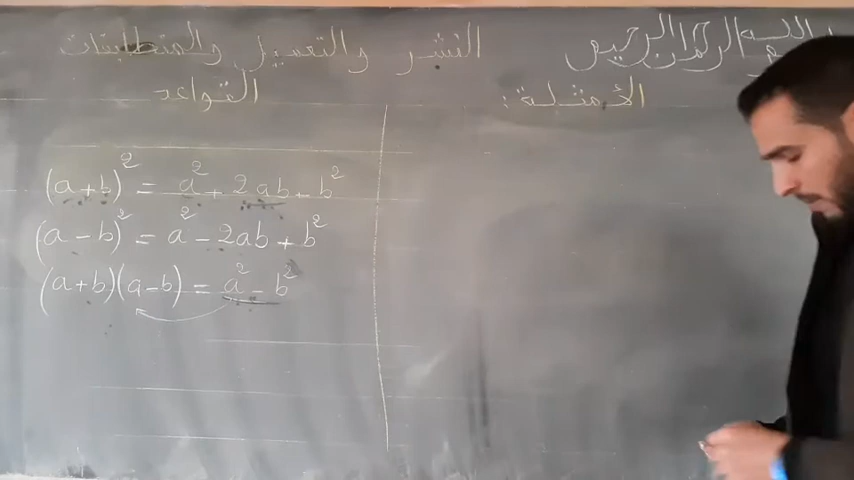 بسم الله الرحمن الرحيم
النشر والتعميل والمتطابقات
الأمثلة :
القواعد
(a+b)² = a² + 2ab - b²
(a-b)² = a² - 2ab + b²
(a+b)(a-b) = a² - b²